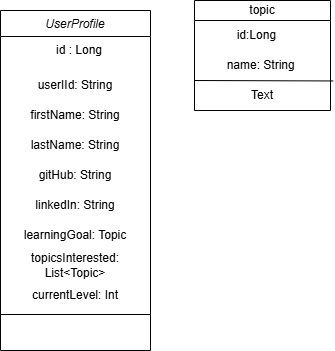 UserProfile
id : Long
userIId: String
firstName: String
lastName: String
gitHub: String
linkedIn: String
learningGoal: Topic
topicsInterested:
List<Topic>
currentLevel: Int
topic
id:Long
name: String
Text